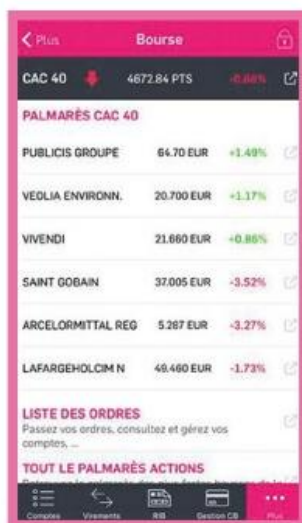 Plus Bourse
CAC 40 4672.84 PTS
PALMARÈS CAC 40
PUBLICIS GROUPE 64.70 EUR +1.49%
VEOLIA ENVIRONN. 20.700 EUR +1.17%
VIVENDI 21.660 EUR +0.86%
SAINT GOBAIN 37.005 EUR -3.52%
ARCELORMITTAL REG 5.287 EUR -3.27%
LAFARGEHOLCIM N 49.460 EUR -1.73%
LISTE DES ORDRES
Passez vos ordres, consultez et gérez vos
comptes, ...
TOUT LE PALMARÈS ACTIONS
Comptes Virements RIB Gestion CB Plus